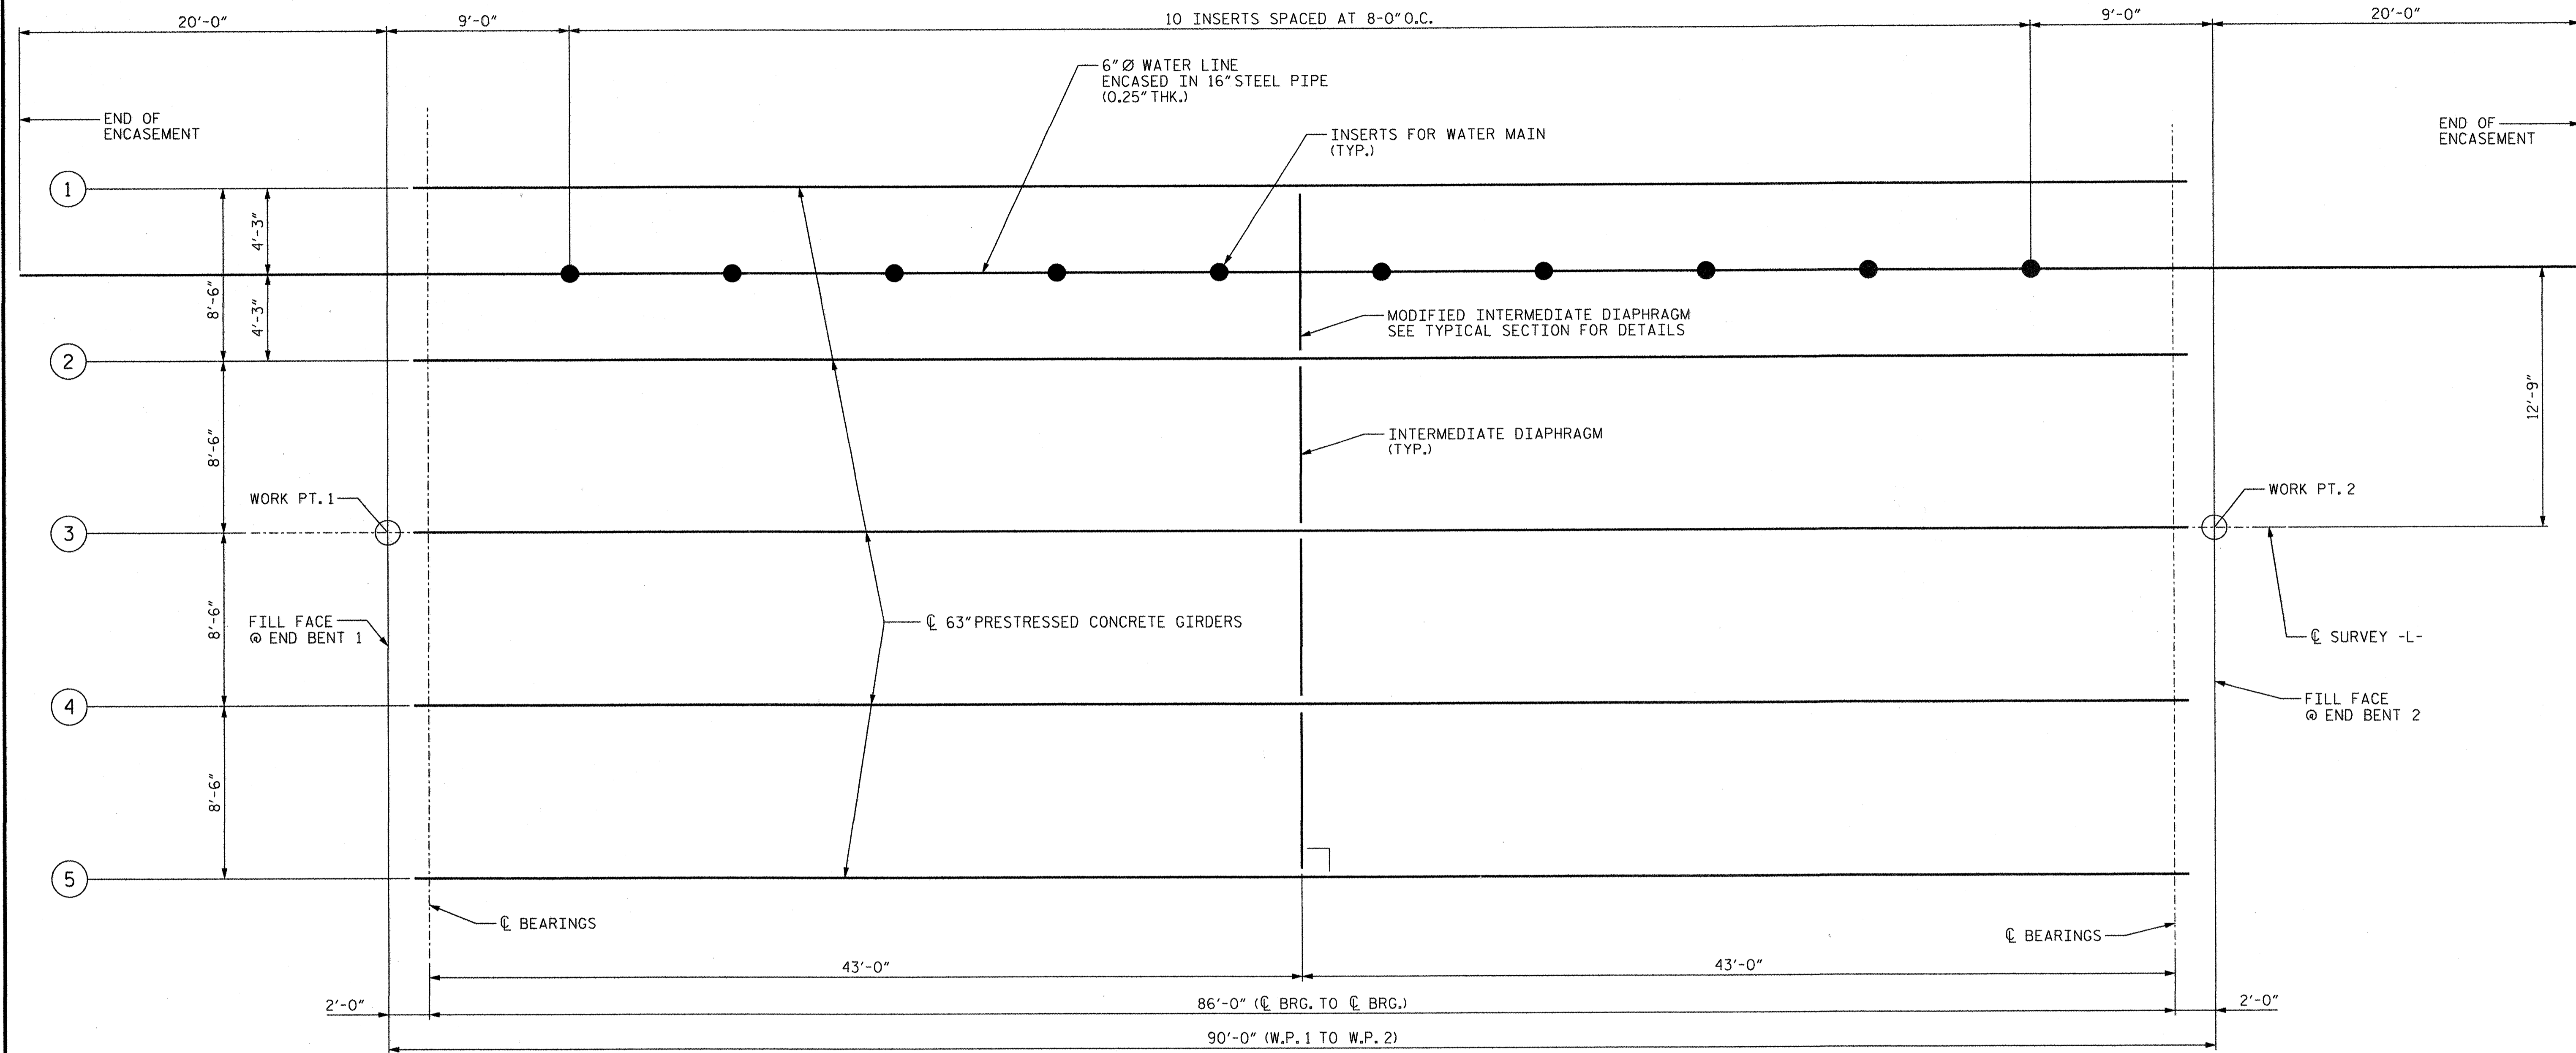 20'-0"
9'-0"
10 INSERTS SPACED AT 8-0" O.C.
9'-0"
20'-0"
6" Ø WATER LINE
ENCASED IN 16" STEEL PIPE
(0.25" THK.)
END OF
ENCASEMENT
INSERTS FOR WATER MAIN
(TYP.)
END OF
ENCASEMENT
1
4'-3"
8'-6"
4'-3"
MODIFIED INTERMEDIATE DIAPHRAGM
SEE TYPICAL SECTION FOR DETAILS
2
12'-9"
8'-6"
INTERMEDIATE DIAPHRAGM
(TYP.)
WORK PT. 1
WORK PT. 2
3
8'-6"
FILL FACE
@ END BENT 1
℄ 63" PRESTRESSED CONCRETE GIRDERS
℄ SURVEY -L-
4
FILL FACE
@ END BENT 2
8'-6"
5
℄ BEARINGS
℄ BEARINGS
43'-0"
43'-0"
2'-0"
86'-0" (℄ BRG. TO ℄ BRG.)
2'-0"
90'-0" (W.P. 1 TO W.P. 2)